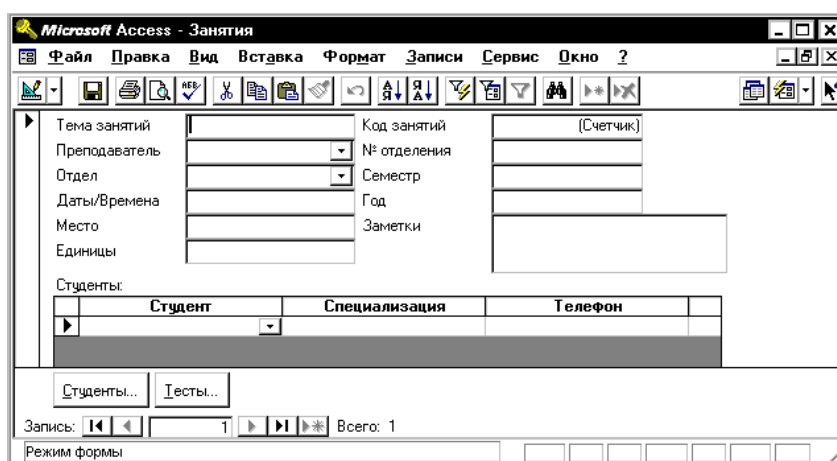 Microsoft Access - Занятия
Файл Правка Вид Вставка Формат Записи Сервис Окно ?
Тема занятий Код занятий (Счетчик)
Преподаватель № отделения
Отдел Семестр
Даты/Времена Год
Место Заметки
Единицы
Студенты:
Студент Специализация Телефон
Студенты... Тесты...
Запись: 1 Всего: 1
Режим формы